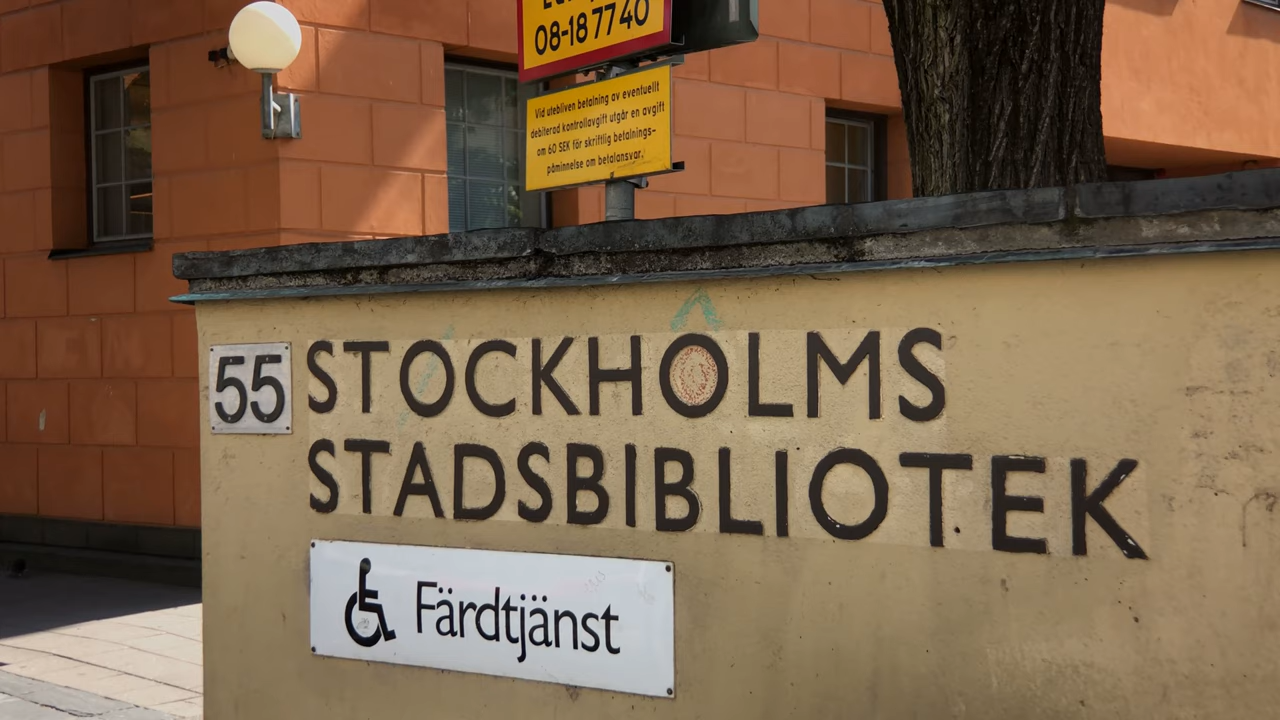 08-18 77 40
Vid utebliven betalning av eventuellt
debiterad kontrollavgift utgår en avgift
om 60 SEK för skriftlig betalnings-
påminnelse om betalansvar.
55
STOCKHOLMS
STADSBIBLIOTEK
Färdtjänst